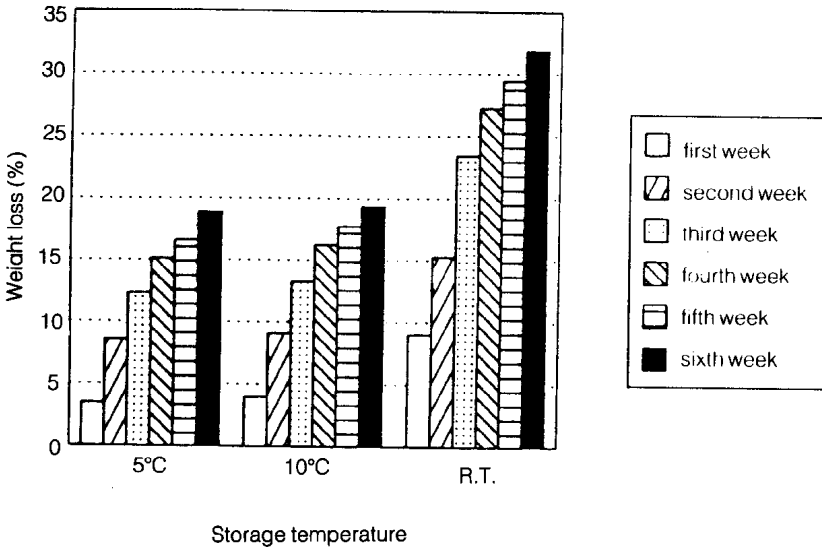 35
30
25
20
15
10
5
0
Weight loss (%)
5°C
10°C
R.T.
Storage temperature
first week
second week
third week
fourth week
fifth week
sixth week